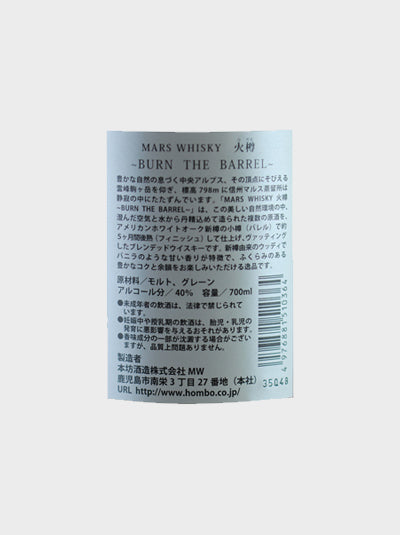 MARS WHISKY 火樽
~BURN THE BARREL~
豊かな自然の息づく中央アルプス、その頂点にそびえる
霊峰駒ヶ岳を仰ぎ、標高798mに信州マルス蒸留所は
静寂の中にたたずんでいます。「MARS WHISKY 火樽
~BURN THE BARREL~」は、この美しい自然環境の中、
澄んだ空気と水から丹精込めて造られた複数の原酒を、
アメリカンホワイトオーク新樽の小樽(バレル)で約
5ヶ月間後熟(フィニッシュ)して仕上げ、ヴァッティング
したブレンデッドウイスキーです。新樽由来のウッディで
バニラのような甘い香りが特徴で、ふくらみのある
豊かなコクと余韻をお楽しみいただける逸品です。
原材料/モルト、グレーン
アルコール分/40% 容量/700ml
●未成年者の飲酒は、法律で禁じられて
います。
●妊娠中や授乳期の飲酒は、胎児・乳児の
発育に悪影響を与えるおそれがあります。
●香味成分の一部が沈澱する場合がござい
ますが、品質上問題ありません。
製造者
本坊酒造株式会社 MW
鹿児島市南栄3丁目27番地(本社)
URL http://www.hombo.co.jp/
4 976881 510364
35048